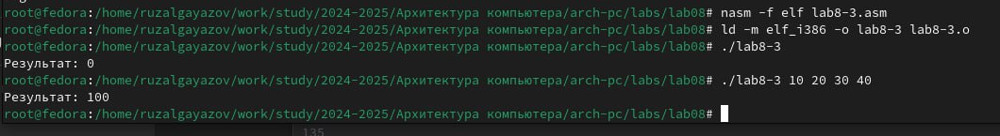 root@fedora:/home/ruzalgayazov/work/study/2024-2025/Архитектура компьютера/arch-pc/labs/lab08# nasm -f elf lab8-3.asm
root@fedora:/home/ruzalgayazov/work/study/2024-2025/Архитектура компьютера/arch-pc/labs/lab08# ld -m elf_i386 -o lab8-3 lab8-3.o
root@fedora:/home/ruzalgayazov/work/study/2024-2025/Архитектура компьютера/arch-pc/labs/lab08# ./lab8-3
Результат: 0
root@fedora:/home/ruzalgayazov/work/study/2024-2025/Архитектура компьютера/arch-pc/labs/lab08# ./lab8-3 10 20 30 40
Результат: 100
root@fedora:/home/ruzalgayazov/work/study/2024-2025/Архитектура компьютера/arch-pc/labs/lab08#
135